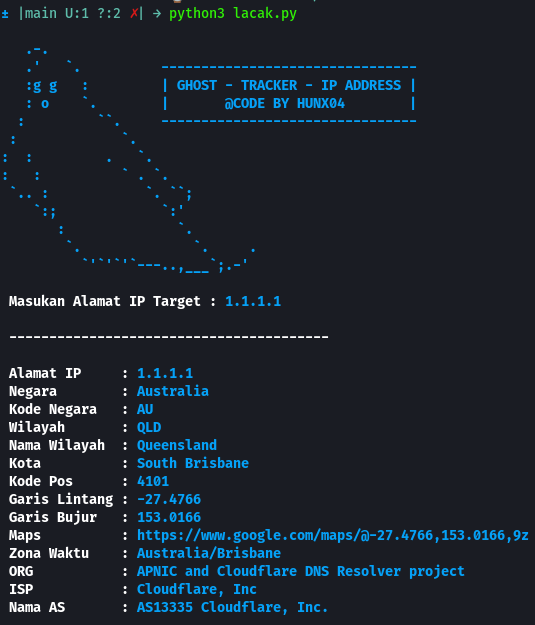 ± |main U:1 ?:2 ✗| → python3 lacak.py
| GHOST - TRACKER - IP ADDRESS |
| @CODE BY HUNX04 |
Masukan Alamat IP Target : 1.1.1.1
----------------------------------------
Alamat IP : 1.1.1.1
Negara : Australia
Kode Negara : AU
Wilayah : QLD
Nama Wilayah : Queensland
Kota : South Brisbane
Kode Pos : 4101
Garis Lintang : -27.4766
Garis Bujur : 153.0166
Maps : https://www.google.com/maps/@-27.4766,153.0166,9z
Zona Waktu : Australia/Brisbane
ORG : APNIC and Cloudflare DNS Resolver project
ISP : Cloudflare, Inc
Nama AS : AS13335 Cloudflare, Inc.